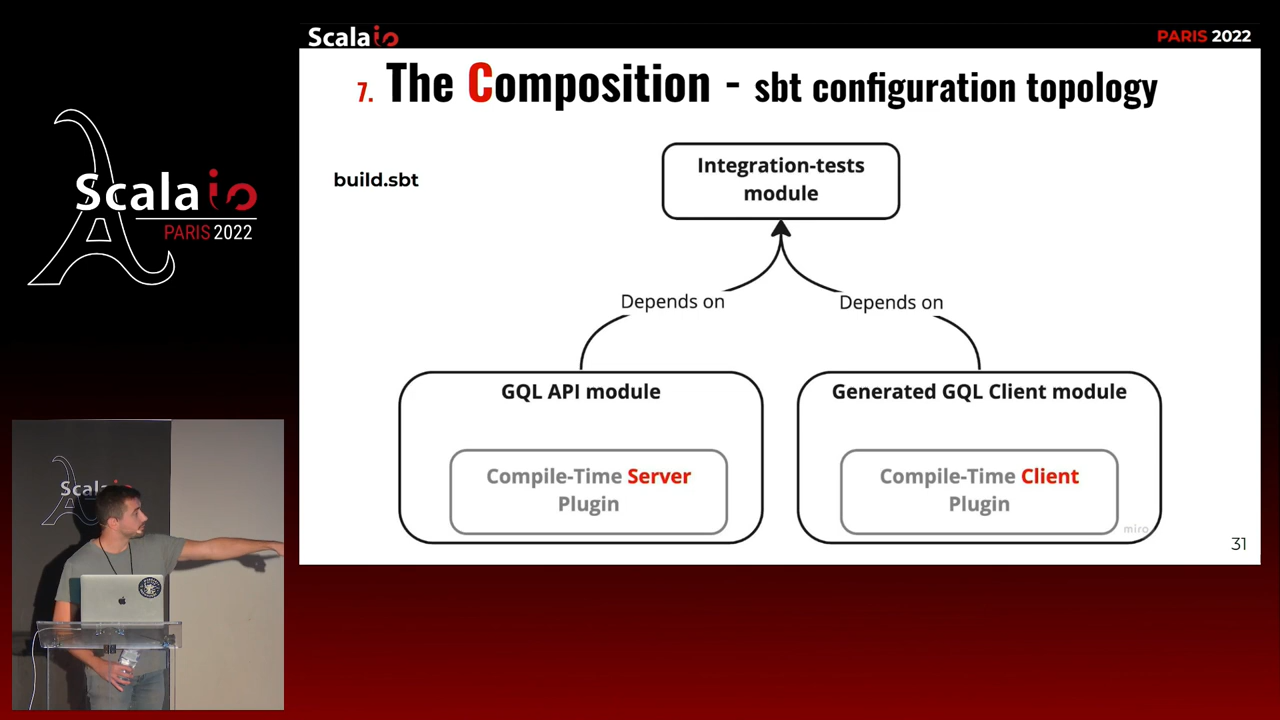 Scalaio
PARIS 2022
7. The Composition - sbt configuration topology
build.sbt
Integration-tests
module
Depends on
Depends on
GQL API module
Compile-Time Server
Plugin
Generated GQL Client module
Compile-Time Client
Plugin
miro
31
Scalaio
PARIS 2022
Scala